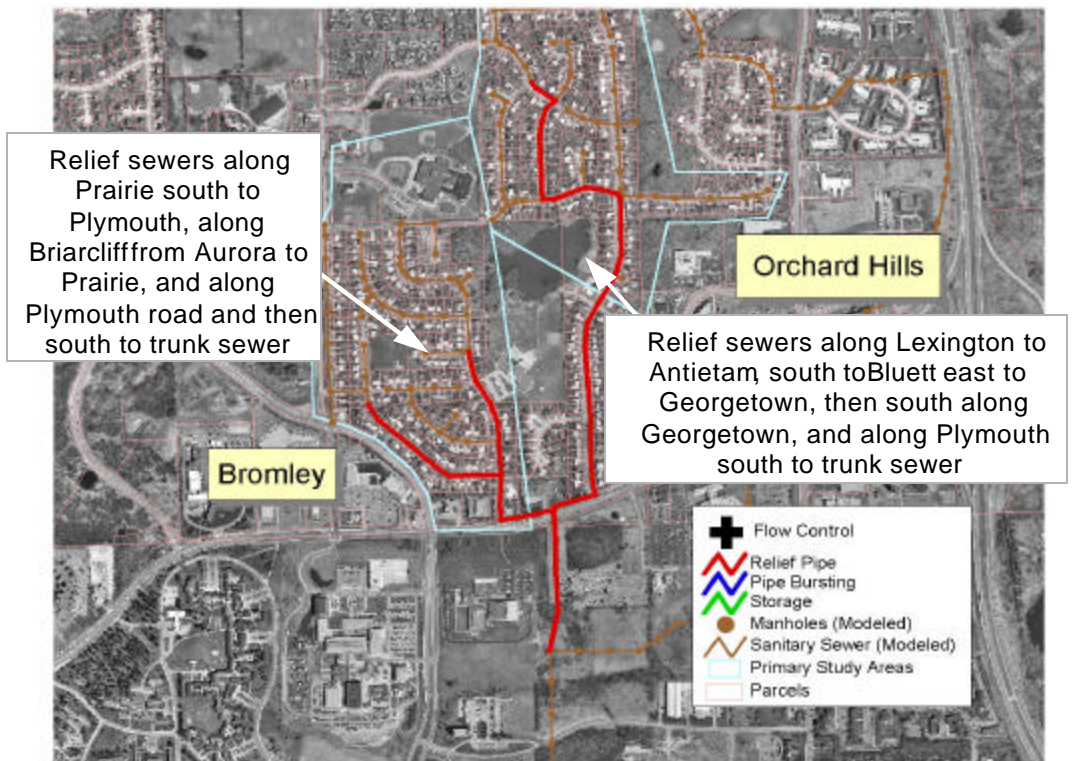 Relief sewers along
Prairie south to
Plymouth, along
Briarclifffrom Aurora to
Prairie, and along
Plymouth road and then
south to trunk sewer
Orchard Hills
Relief sewers along Lexington to
Antietam, south toBluett east to
Georgetown, then south along
Georgetown, and along Plymouth
south to trunk sewer
Bromley
Flow Control
Relief Pipe
Pipe Bursting
Storage
Manholes (Modeled)
Sanitary Sewer (Modeled)
Primary Study Areas
Parcels